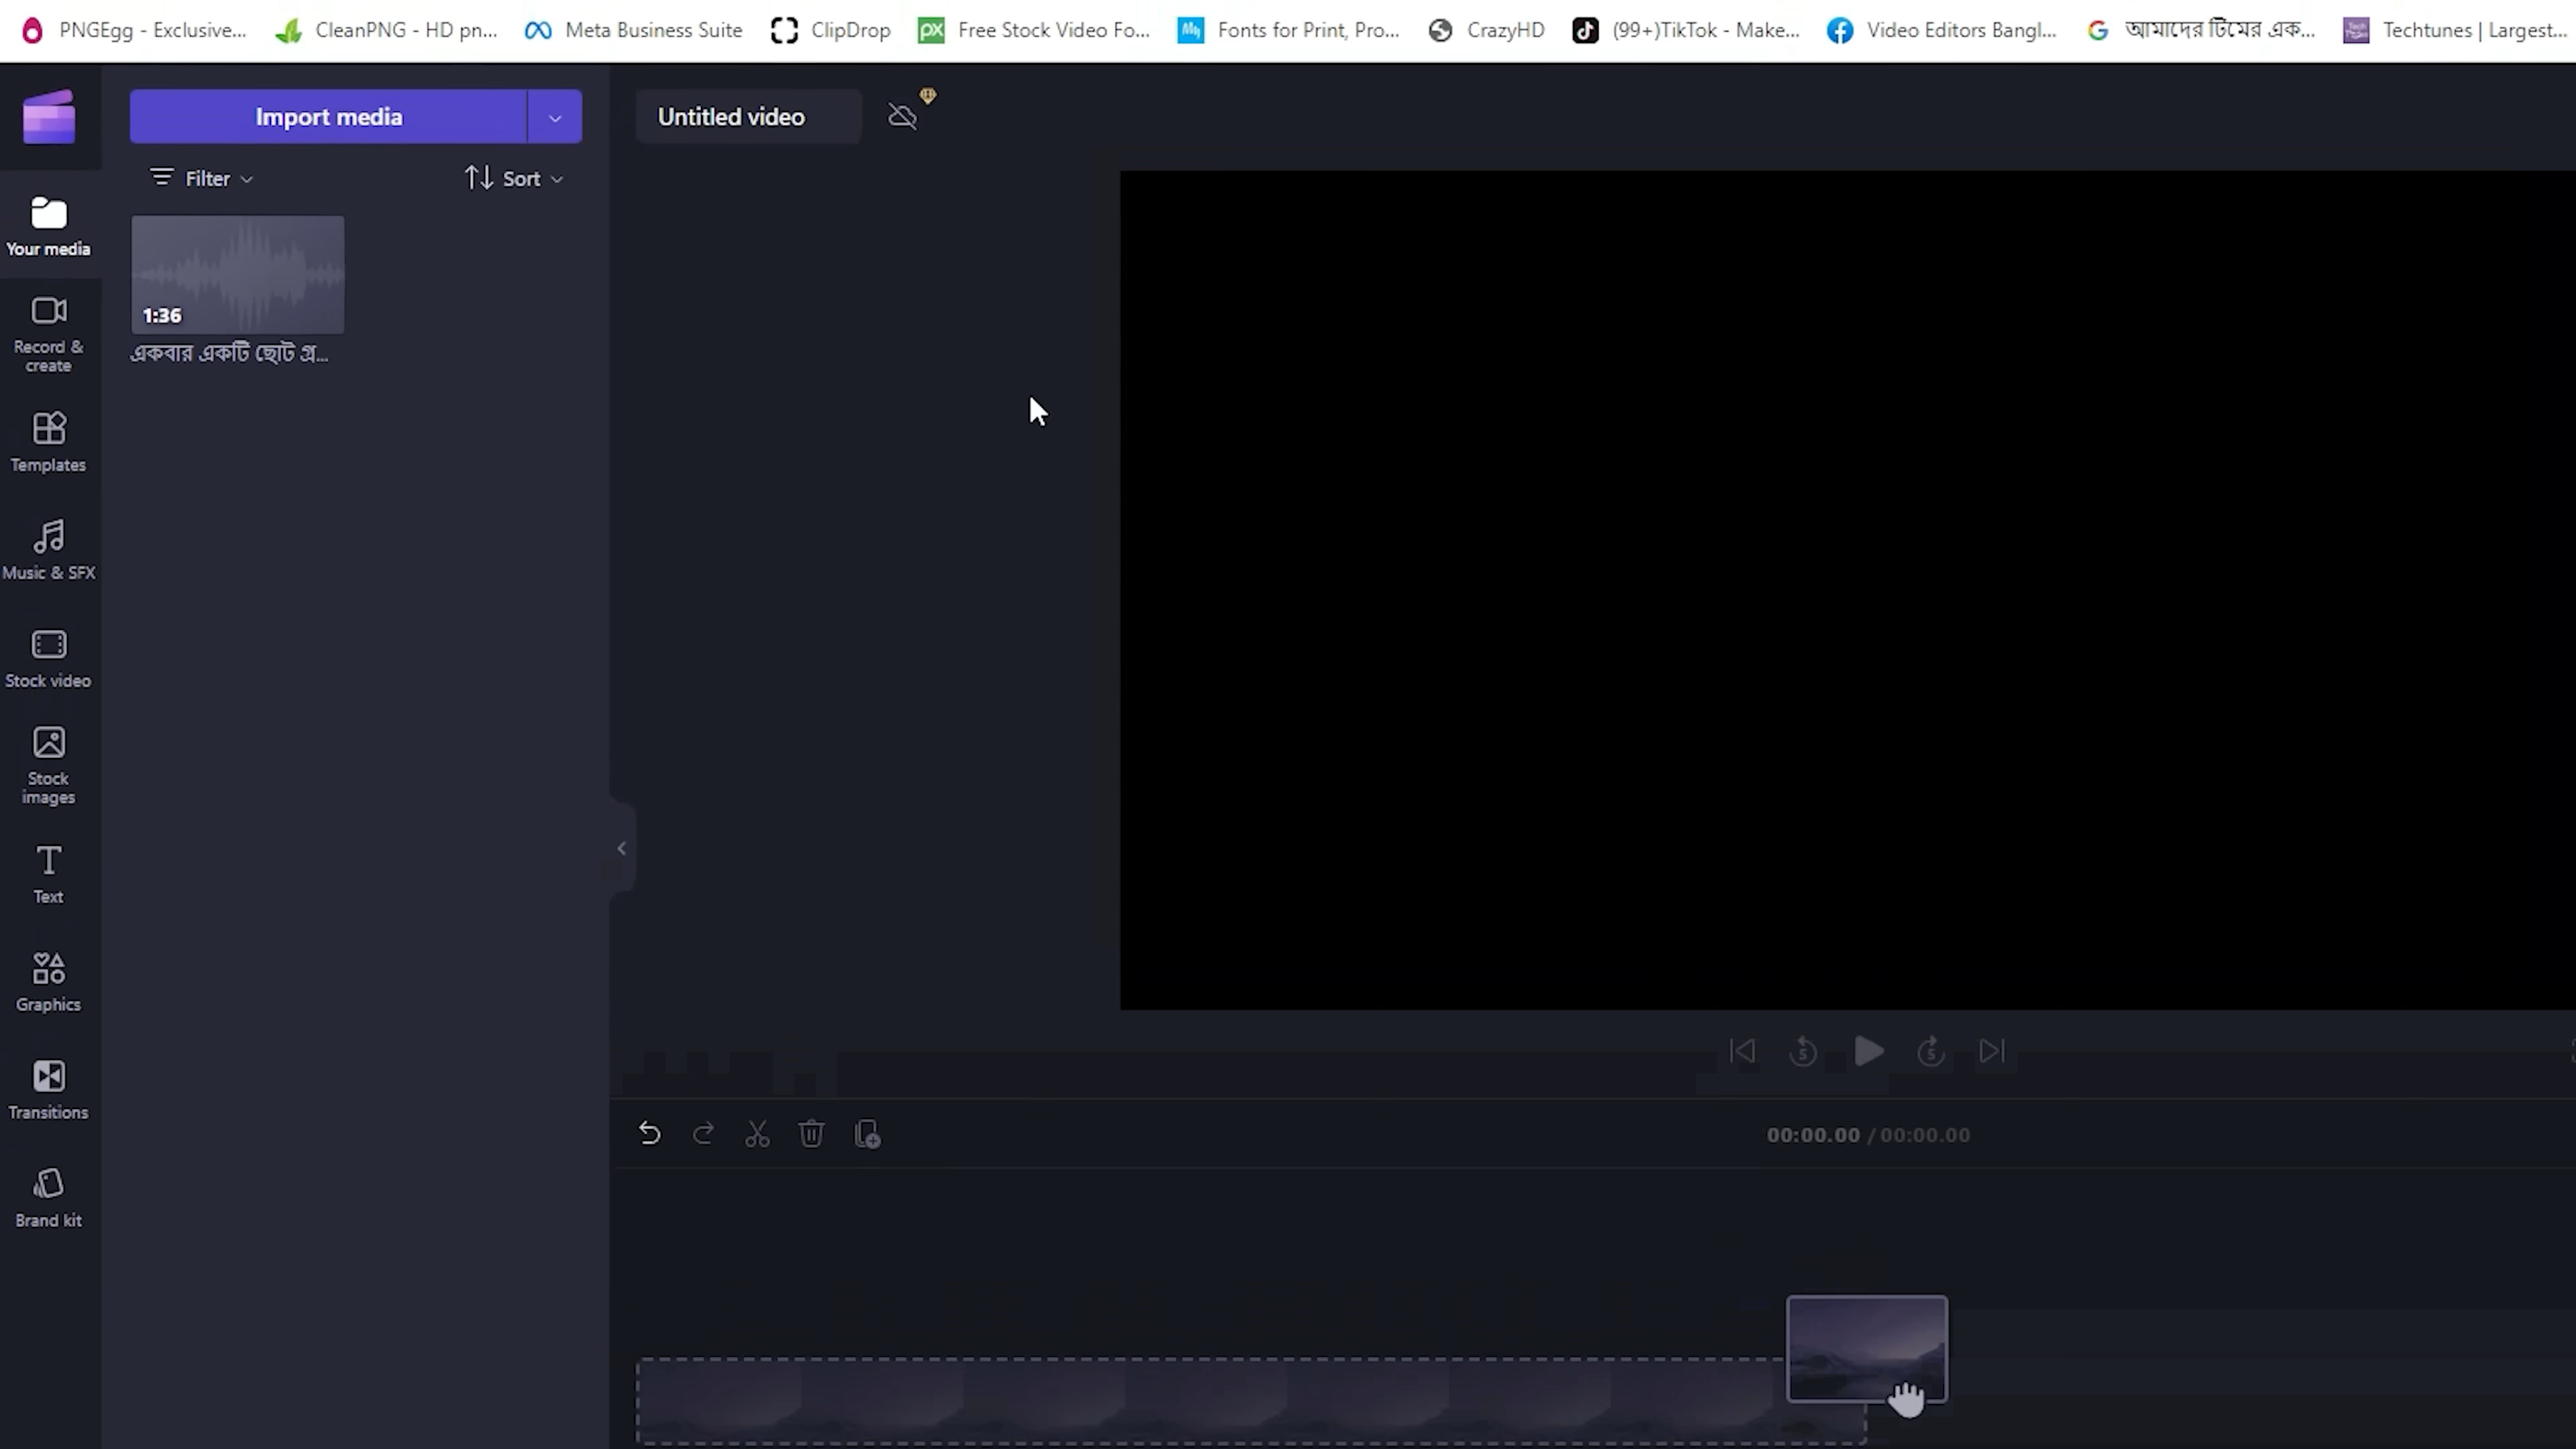 PNGEgg - Exclusive...
CleanPNG - HD pn...
Meta Business Suite
ClipDrop
Free Stock Video Fo...
Fonts for Print, Pro...
CrazyHD
(99+)TikTok - Make...
Video Editors Bangl...
আমাদের টিমের এক...
Techtunes | Largest...
Import media
Untitled video
Filter
Sort
1:36
একবার একটি ছোট গ্র...
Your media
Record &
create
Templates
Music & SFX
Stock video
Stock
images
Text
Graphics
Transitions
Brand kit
5
5
00:00.00 / 00:00.00